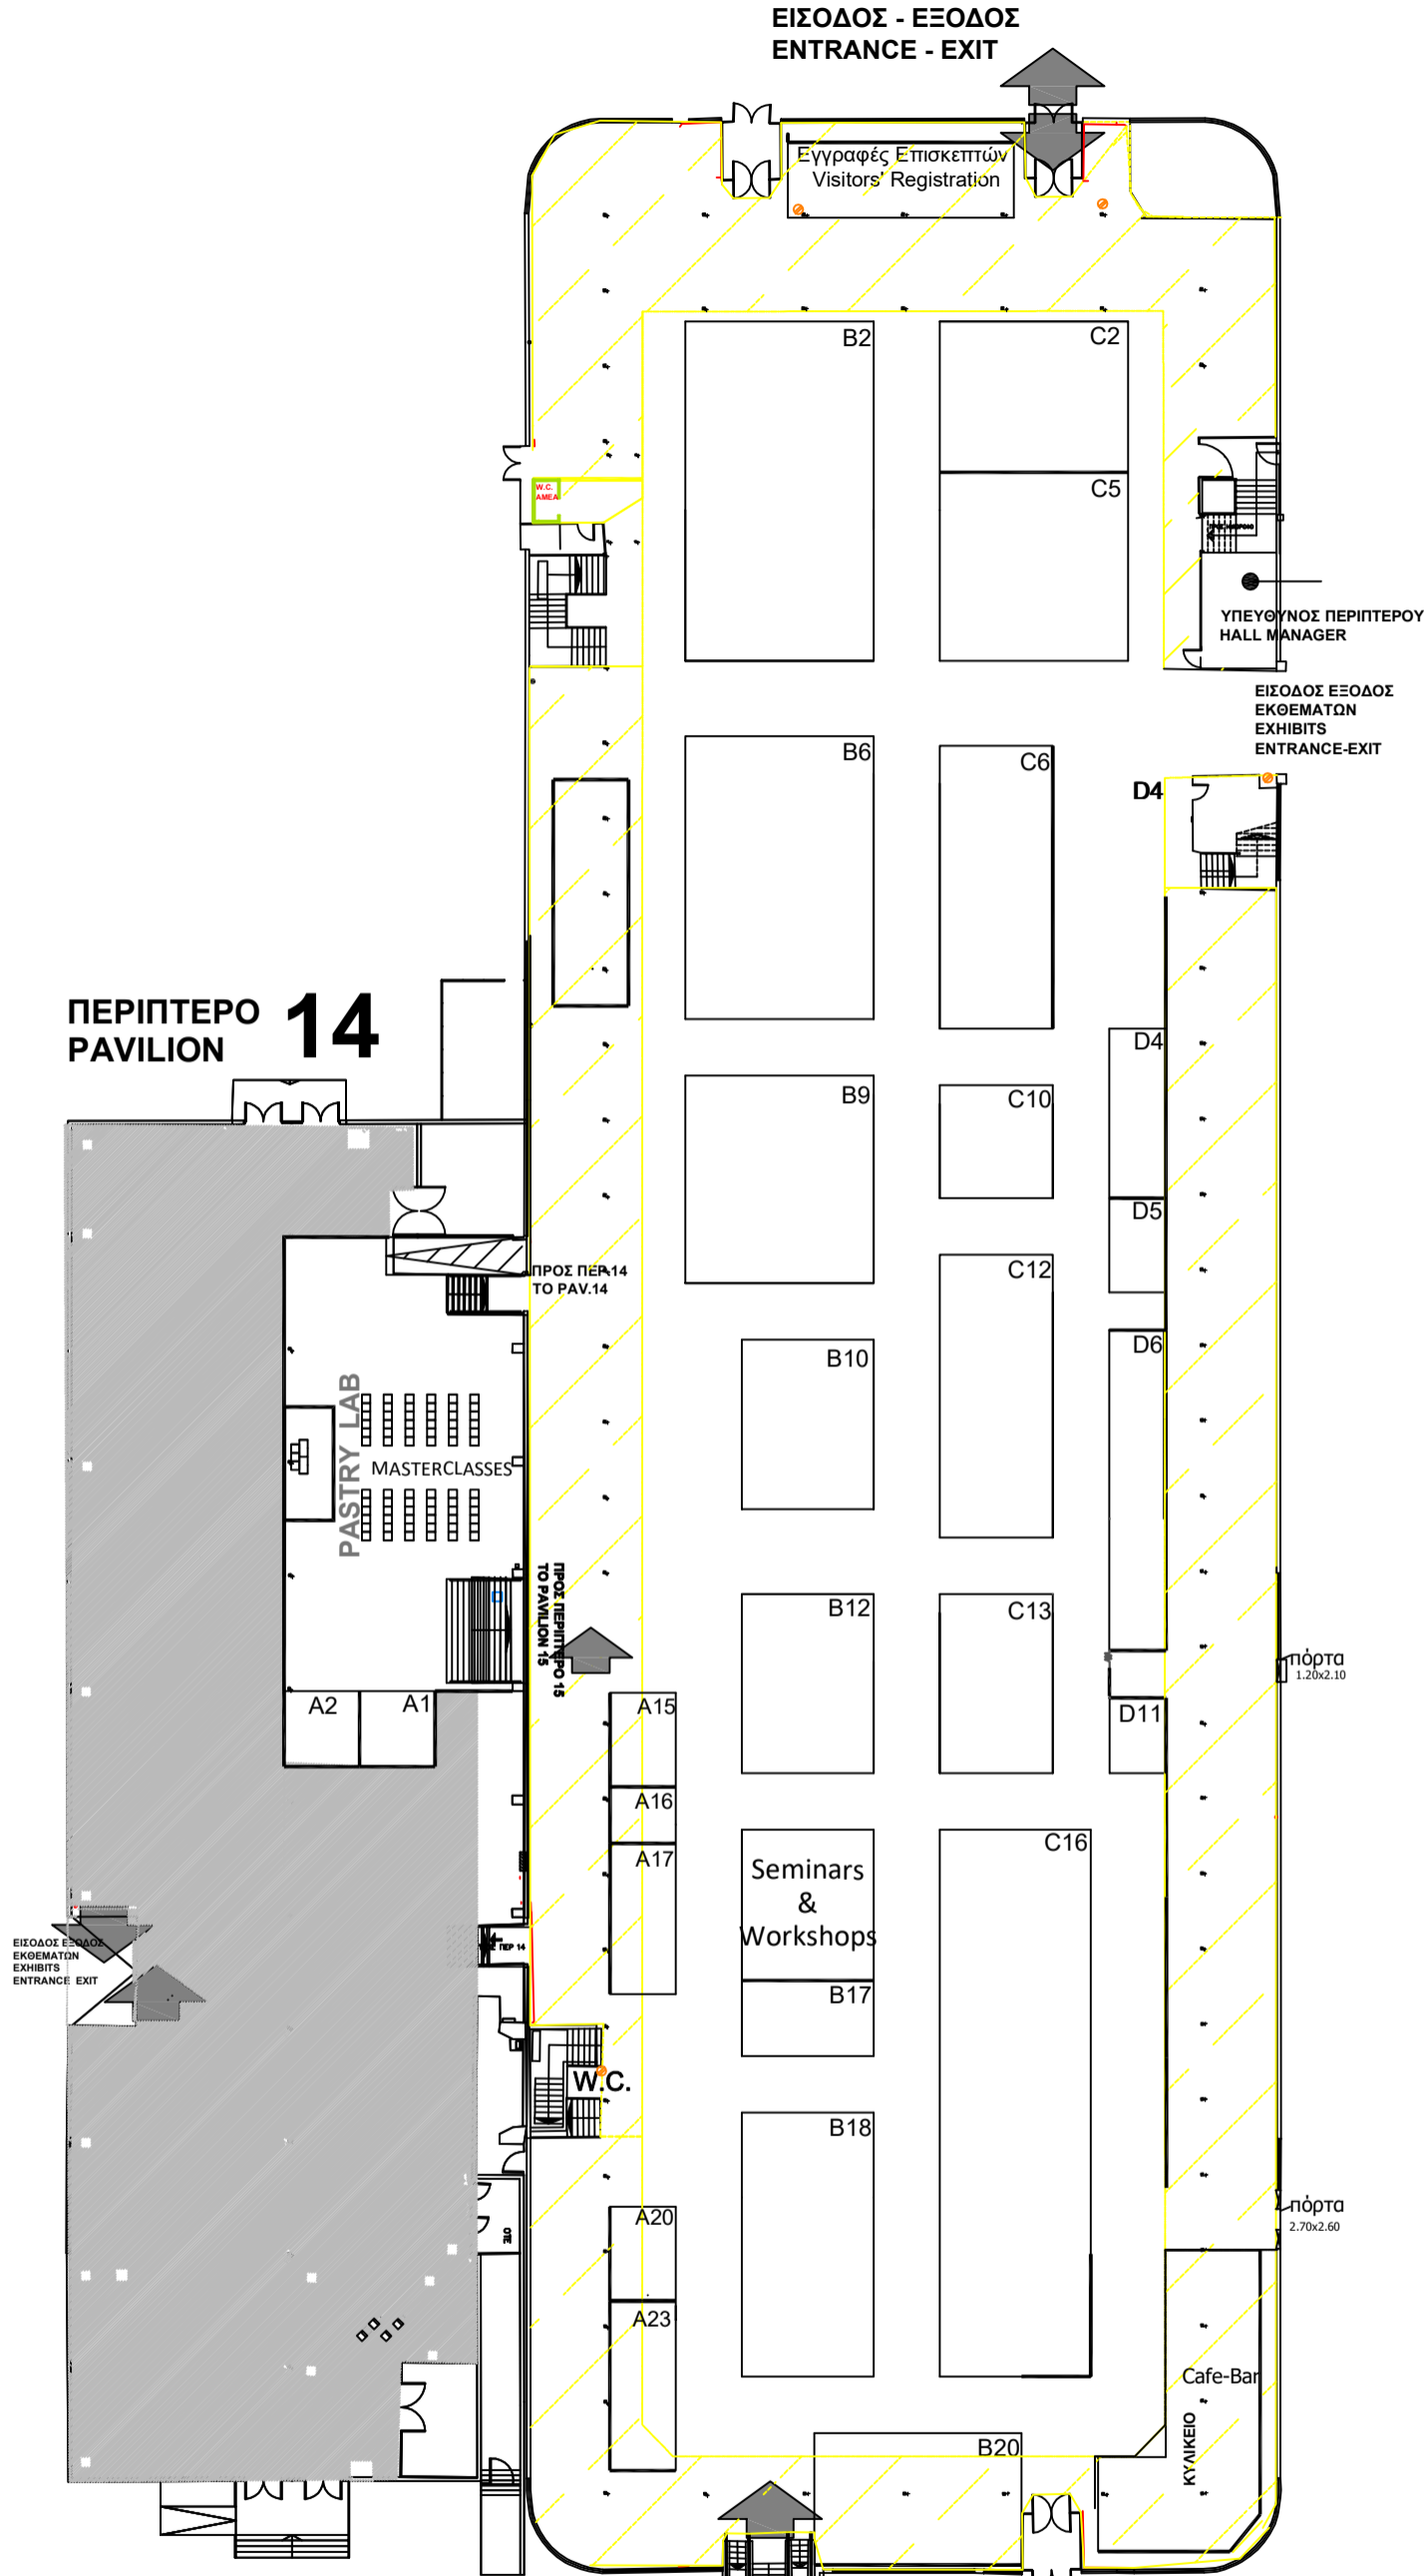 ΕΙΣΟΔΟΣ - ΕΞΟΔΟΣ
ENTRANCE - EXIT
Εγγραφές Επισκεπτών
Visitors' Registration
B2
C2
C5
W.C.
ΑΜΕΑ
ΥΠΕΥΘΥΝΟΣ ΠΕΡΙΠΤΕΡΟΥ
HALL MANAGER
ΕΙΣΟΔΟΣ ΕΞΟΔΟΣ
ΕΚΘΕΜΑΤΩΝ
EXHIBITS
ENTRANCE-EXIT
B6
C6
D4
ΠΕΡΙΠΤΕΡΟ
PAVILION
14
D4
B9
C10
D5
ΠΡΟΣ ΠΕΡ.14
TO PAV.14
C12
B10
D6
PASTRY LAB
MASTERCLASSES
ΠΡΟΣ ΠΕΡΙΠΤΕΡΟ 15
TO PAVILION 15
B12
C13
πόρτα
1.20x2.10
A2
A1
A15
D11
A16
A17
C16
Seminars
&
Workshops
ΕΙΣΟΔΟΣ ΕΞΟΔΟΣ
ΕΚΘΕΜΑΤΩΝ
EXHIBITS
ENTRANCE EXIT
ΠΕΡ 14
B17
W.C.
B18
A20
ΟΤΕ
πόρτα
2.70x2.60
A23
Cafe-Bar
ΚΥΛΙΚΕΙΟ
B20